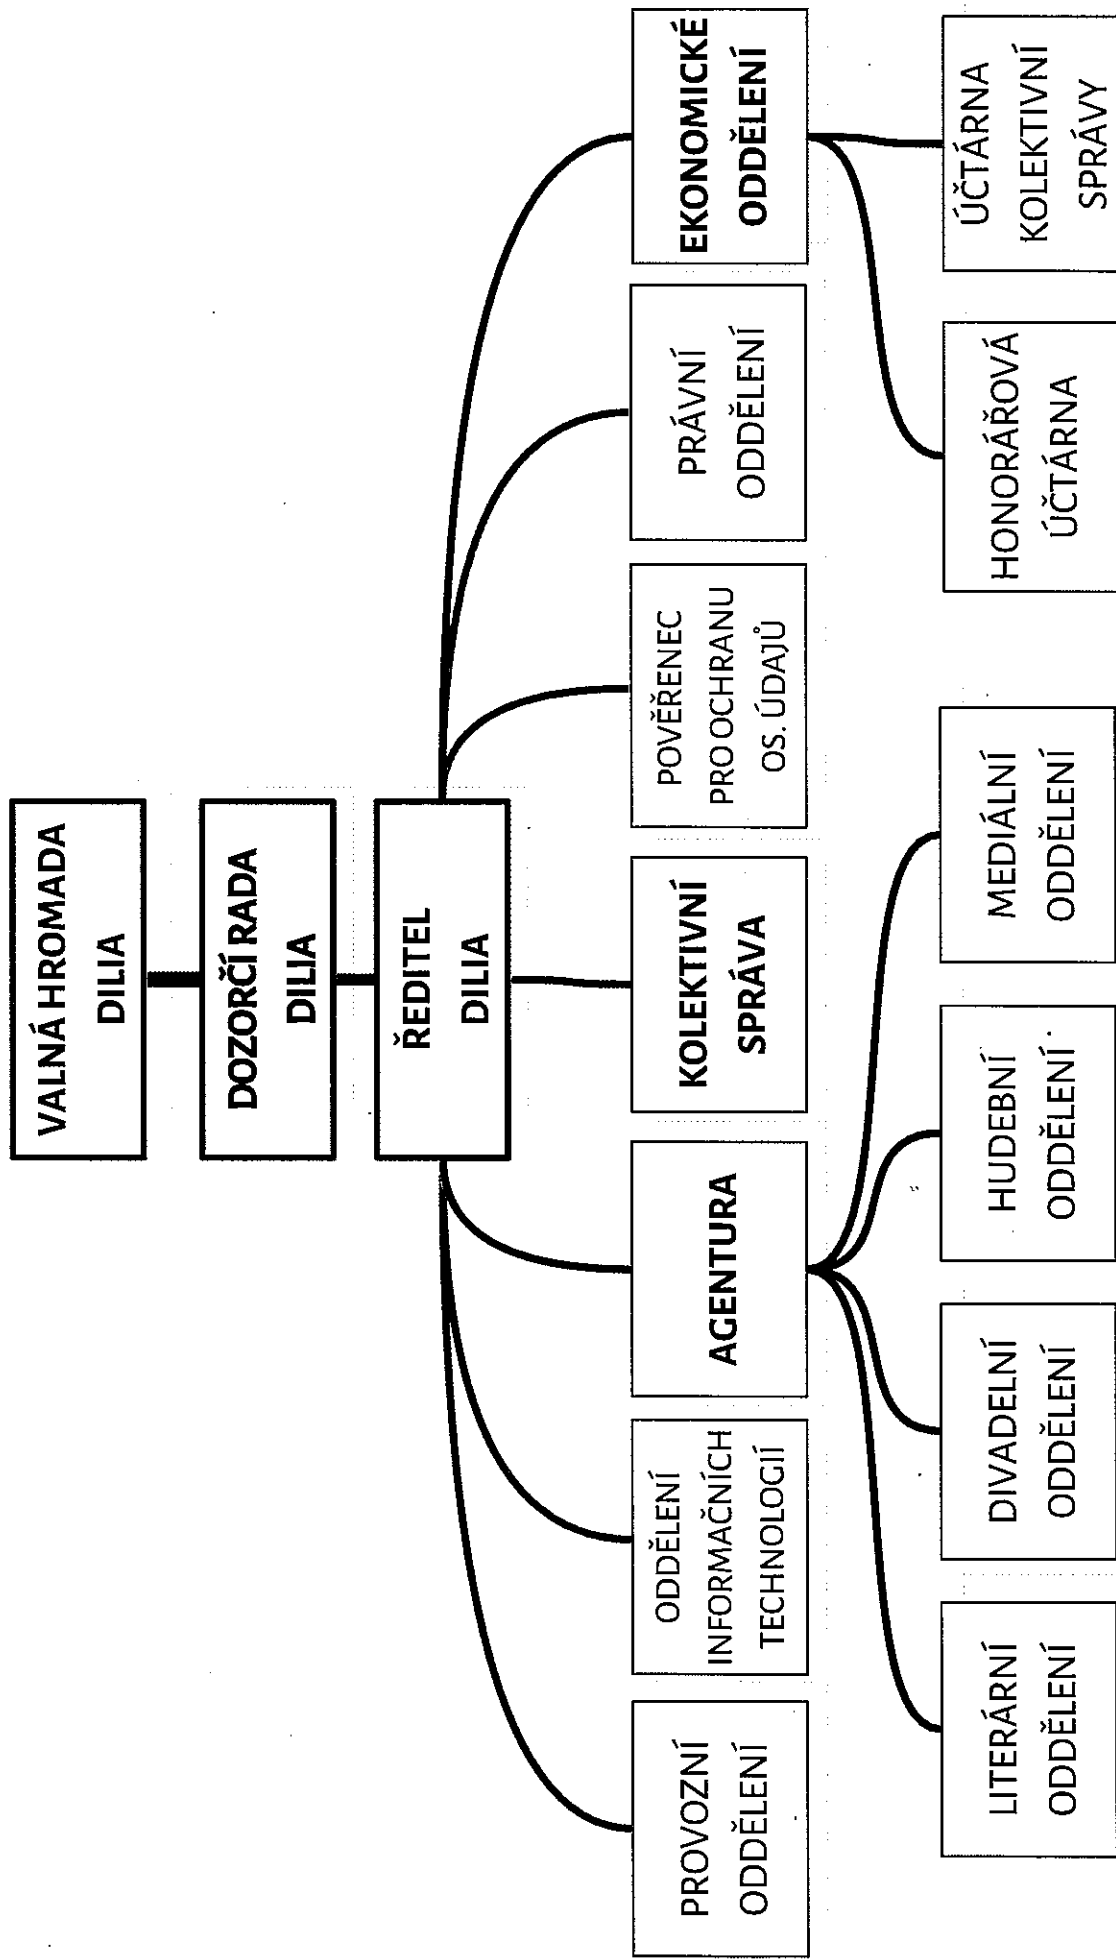 VALNÁ HROMADA
DILIA
DOZORČÍ RADA
DILIA
ŘEDITEL
DILIA
PROVOZNÍ
ODDĚLENÍ
ODDĚLENÍ
INFORMAČNÍCH
TECHNOLOGIÍ
AGENTURA
KOLEKTIVNÍ
SPRÁVA
POVĚŘENEC
PRO OCHRANU
OS. ÚDAJŮ
PRÁVNÍ
ODDĚLENÍ
EKONOMICKÉ
ODDĚLENÍ
LITERÁRNÍ
ODDĚLENÍ
DIVADELNÍ
ODDĚLENÍ
HUDEBNÍ
ODDĚLENÍ
MEDIÁLNÍ
ODDĚLENÍ
HONORÁŘOVÁ
ÚČTÁRNA
ÚČTÁRNA
KOLEKTIVNÍ
SPRÁVY